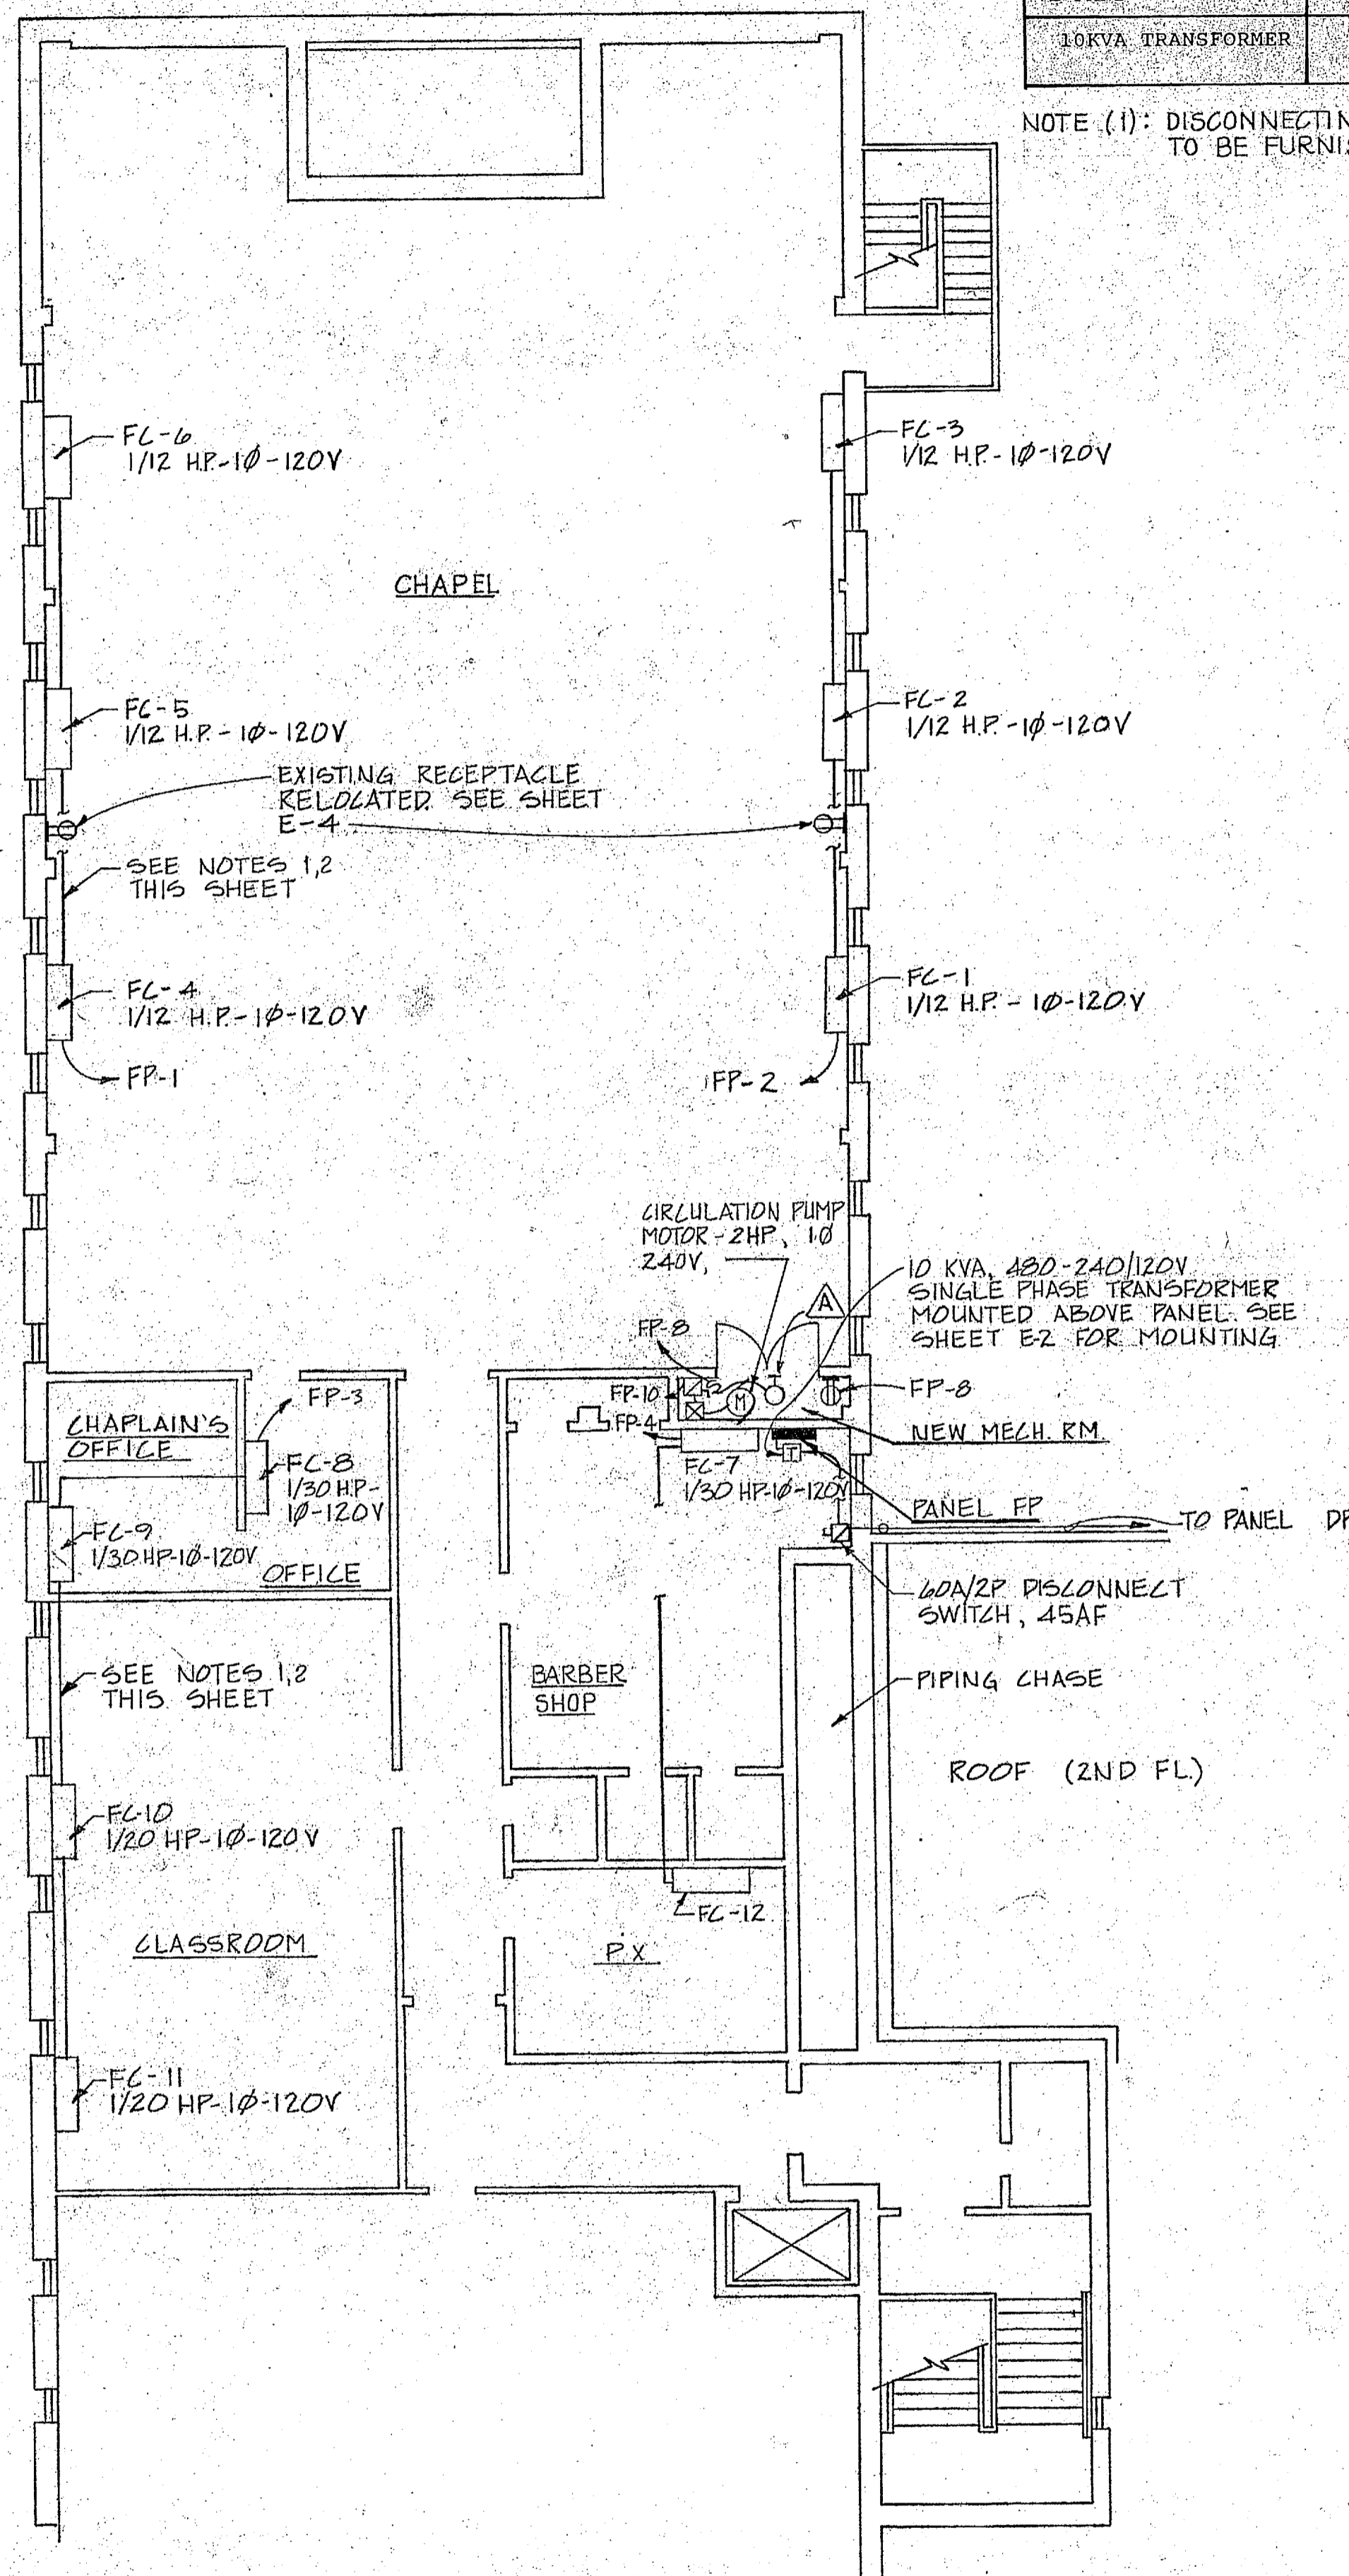 10KVA TRANSFORMER
NOTE (1): DISCONNECTIN
TO BE FURNIS
FC-6
1/12 H.P.-1Ø-120V
FC-3
1/12 H.P.-1Ø-120V
CHAPEL
FC-5
1/12 H.P.-1Ø-120V
FC-2
1/12 H.P.-1Ø-120V
EXISTING RECEPTACLE
RELOCATED. SEE SHEET
E-4
SEE NOTES 1,2
THIS SHEET
FC-4
1/12 H.P.-1Ø-120V
FC-1
1/12 H.P.-1Ø-120V
FP-1
FP-2
CIRCULATION PUMP
MOTOR-2HP, 1Ø
240V,
10 KVA, 480-240/120V
SINGLE PHASE TRANSFORMER
MOUNTED ABOVE PANEL. SEE
SHEET E-2 FOR MOUNTING
A
FP-8
FP-3
FP-10
S
M
FP-8
CHAPLAIN'S
OFFICE
FP-4
NEW MECH. RM.
T
FC-8
1/30 HP-
1Ø-120V
FC-7
1/30 HP-1Ø-120V
PANEL FP
TO PANEL DP
FC-9
1/30 HP-1Ø-120V
OFFICE
60A/2P DISCONNECT
SWITCH, 45AF
SEE NOTES 1,2
THIS SHEET
BARBER
SHOP
PIPING CHASE
ROOF (2ND FL.)
FC-10
1/20 HP-1Ø-120V
FC-12
CLASSROOM
P.X.
FC-11
1/20 HP-1Ø-120V